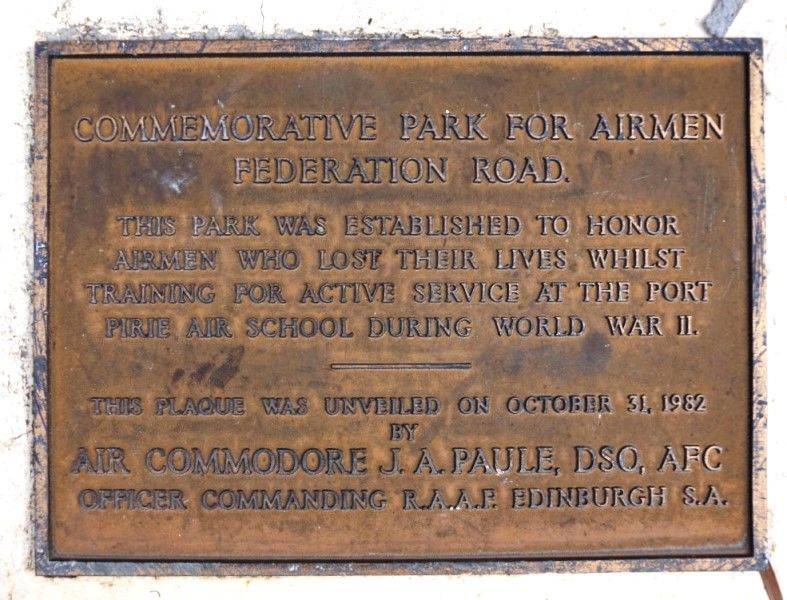 COMMEMORATIVE PARK FOR AIRMEN
FEDERATION ROAD.
THIS PARK WAS ESTABLISHED TO HONOR
AIRMEN WHO LOST THEIR LIVES WHILST
TRAINING FOR ACTIVE SERVICE AT THE PORT
PIRIE AIR SCHOOL DURING WORLD WAR II.
THIS PLAQUE WAS UNVEILED ON OCTOBER 31, 1982
BY
AIR COMMODORE J. A. PAULE, DSO, AFC
OFFICER COMMANDING R.A.A.F. EDINBURGH S.A.